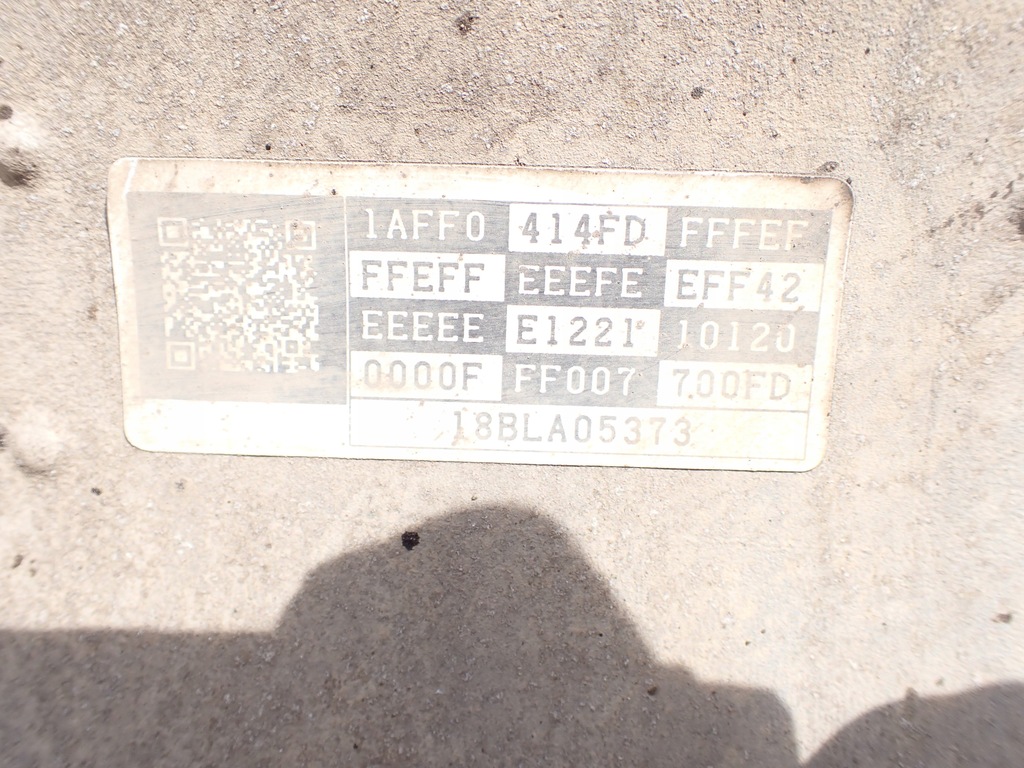 1AFF0 414FD FFFEF
FFEFF EEEFE EFF42
EEEEE E1221 10120
0000F FF007 700FD
18BLA05373